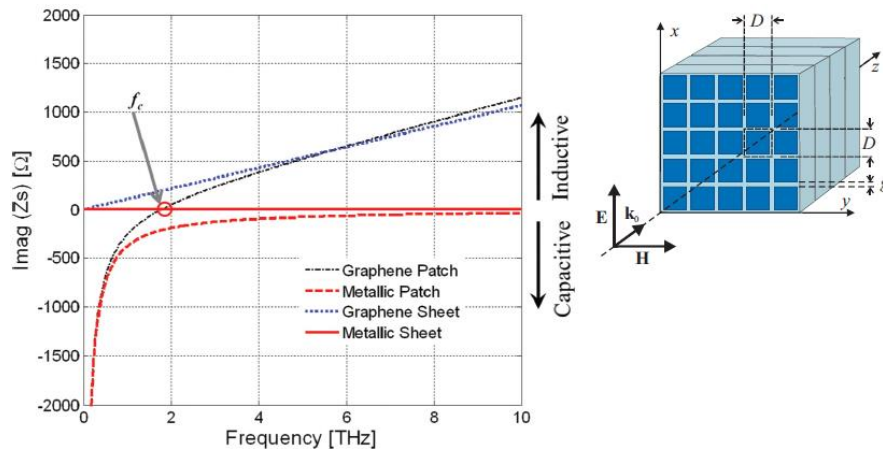 2000
1500
1000
500
0
-500
-1000
-1500
-2000
Imag (Zs) [Ω]
0
2
4
6
8
10
Frequency [THz]
f_c
Graphene Patch
Metallic Patch
Graphene Sheet
Metallic Sheet
Inductive
Capacitive
x
D
z
D
g
y
E
k₀
H